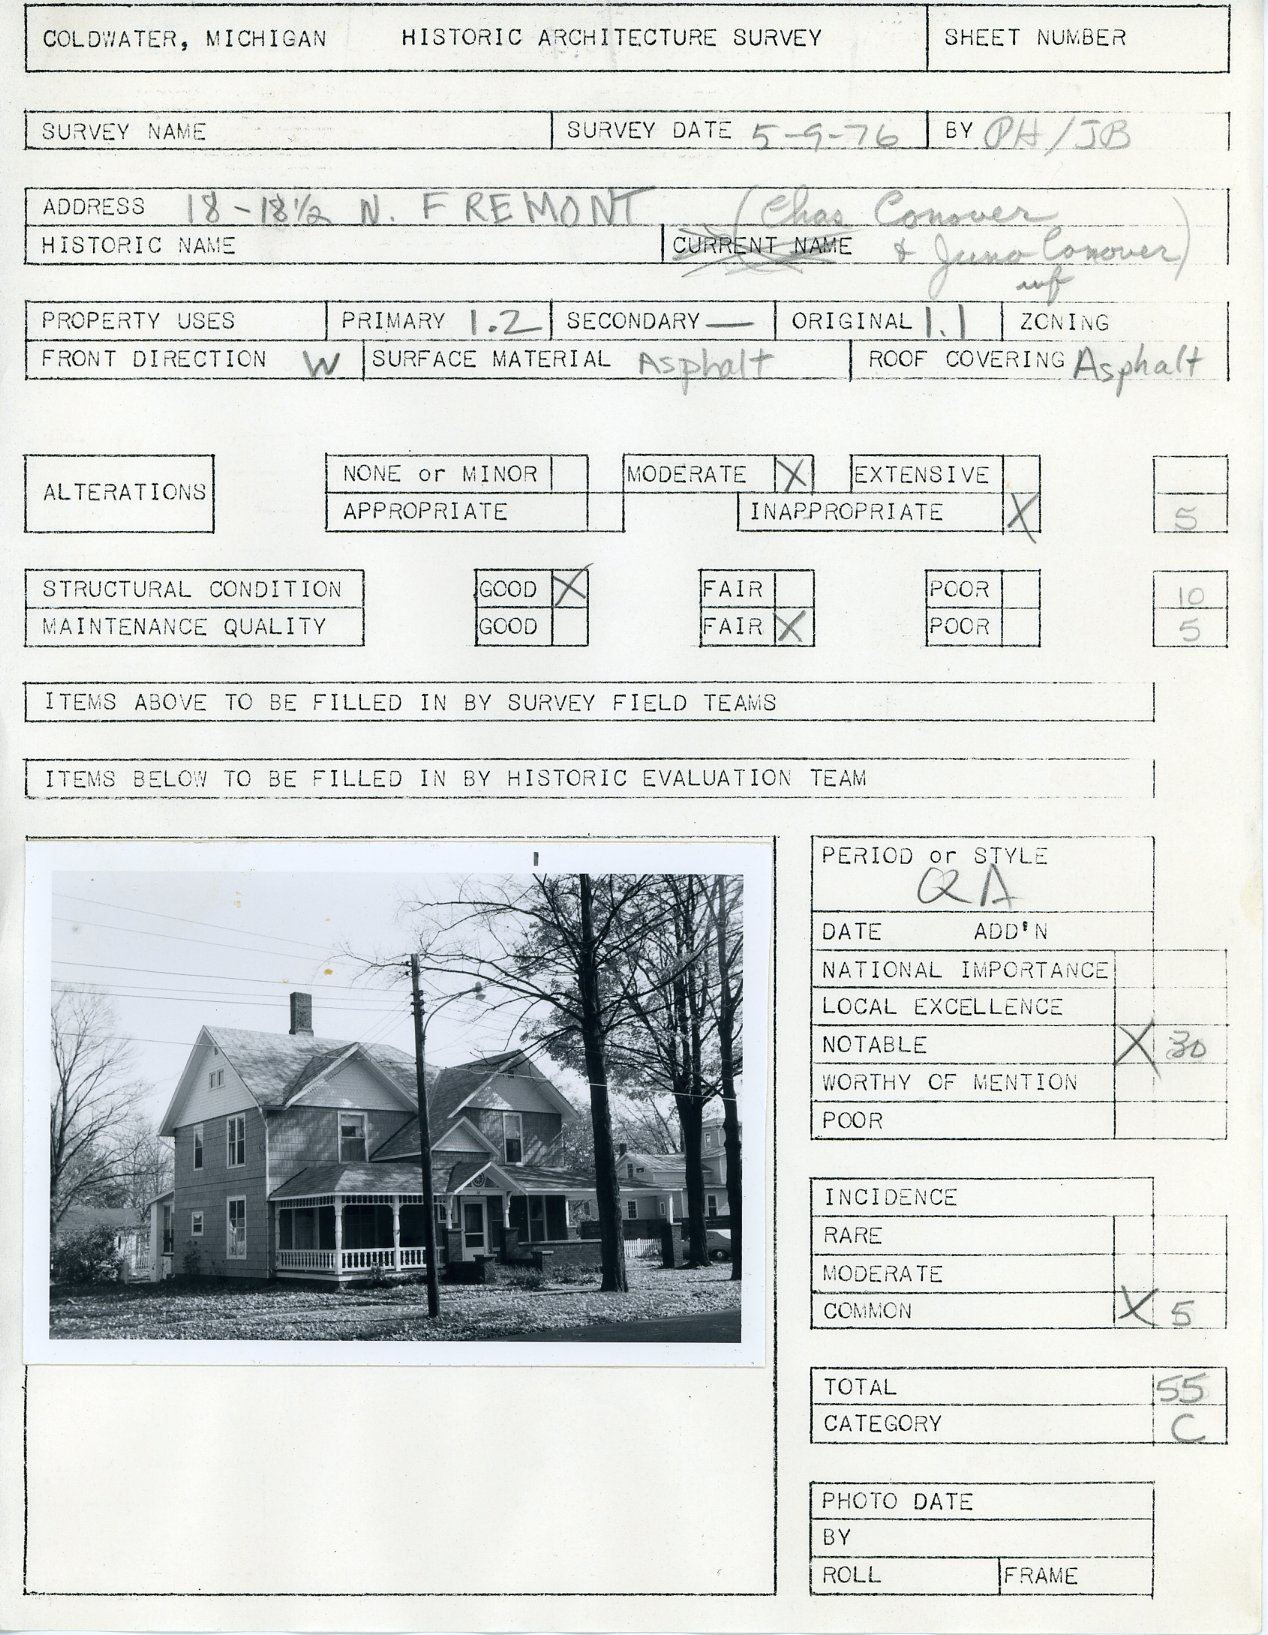 COLDWATER, MICHIGAN HISTORIC ARCHITECTURE SURVEY SHEET NUMBER
SURVEY NAME SURVEY DATE 5-9-76 BY PH/JB
ADDRESS 18-18½ N. FREMONT (Chas Conover
HISTORIC NAME CURRENT NAME & Juno Conover)
wf
PROPERTY USES PRIMARY 1.2 SECONDARY — ORIGINAL 1.1 ZONING
FRONT DIRECTION W SURFACE MATERIAL Asphalt ROOF COVERING Asphalt
ALTERATIONS
NONE or MINOR MODERATE X EXTENSIVE
APPROPRIATE INAPPROPRIATE X 5
STRUCTURAL CONDITION GOOD X FAIR POOR 10
MAINTENANCE QUALITY GOOD FAIR X POOR 5
ITEMS ABOVE TO BE FILLED IN BY SURVEY FIELD TEAMS
ITEMS BELOW TO BE FILLED IN BY HISTORIC EVALUATION TEAM
PERIOD or STYLE
QA
DATE ADD'N
NATIONAL IMPORTANCE
LOCAL EXCELLENCE
NOTABLE X 30
WORTHY OF MENTION
POOR
INCIDENCE
RARE
MODERATE
COMMON X 5
TOTAL 55
CATEGORY C
PHOTO DATE
BY
ROLL FRAME